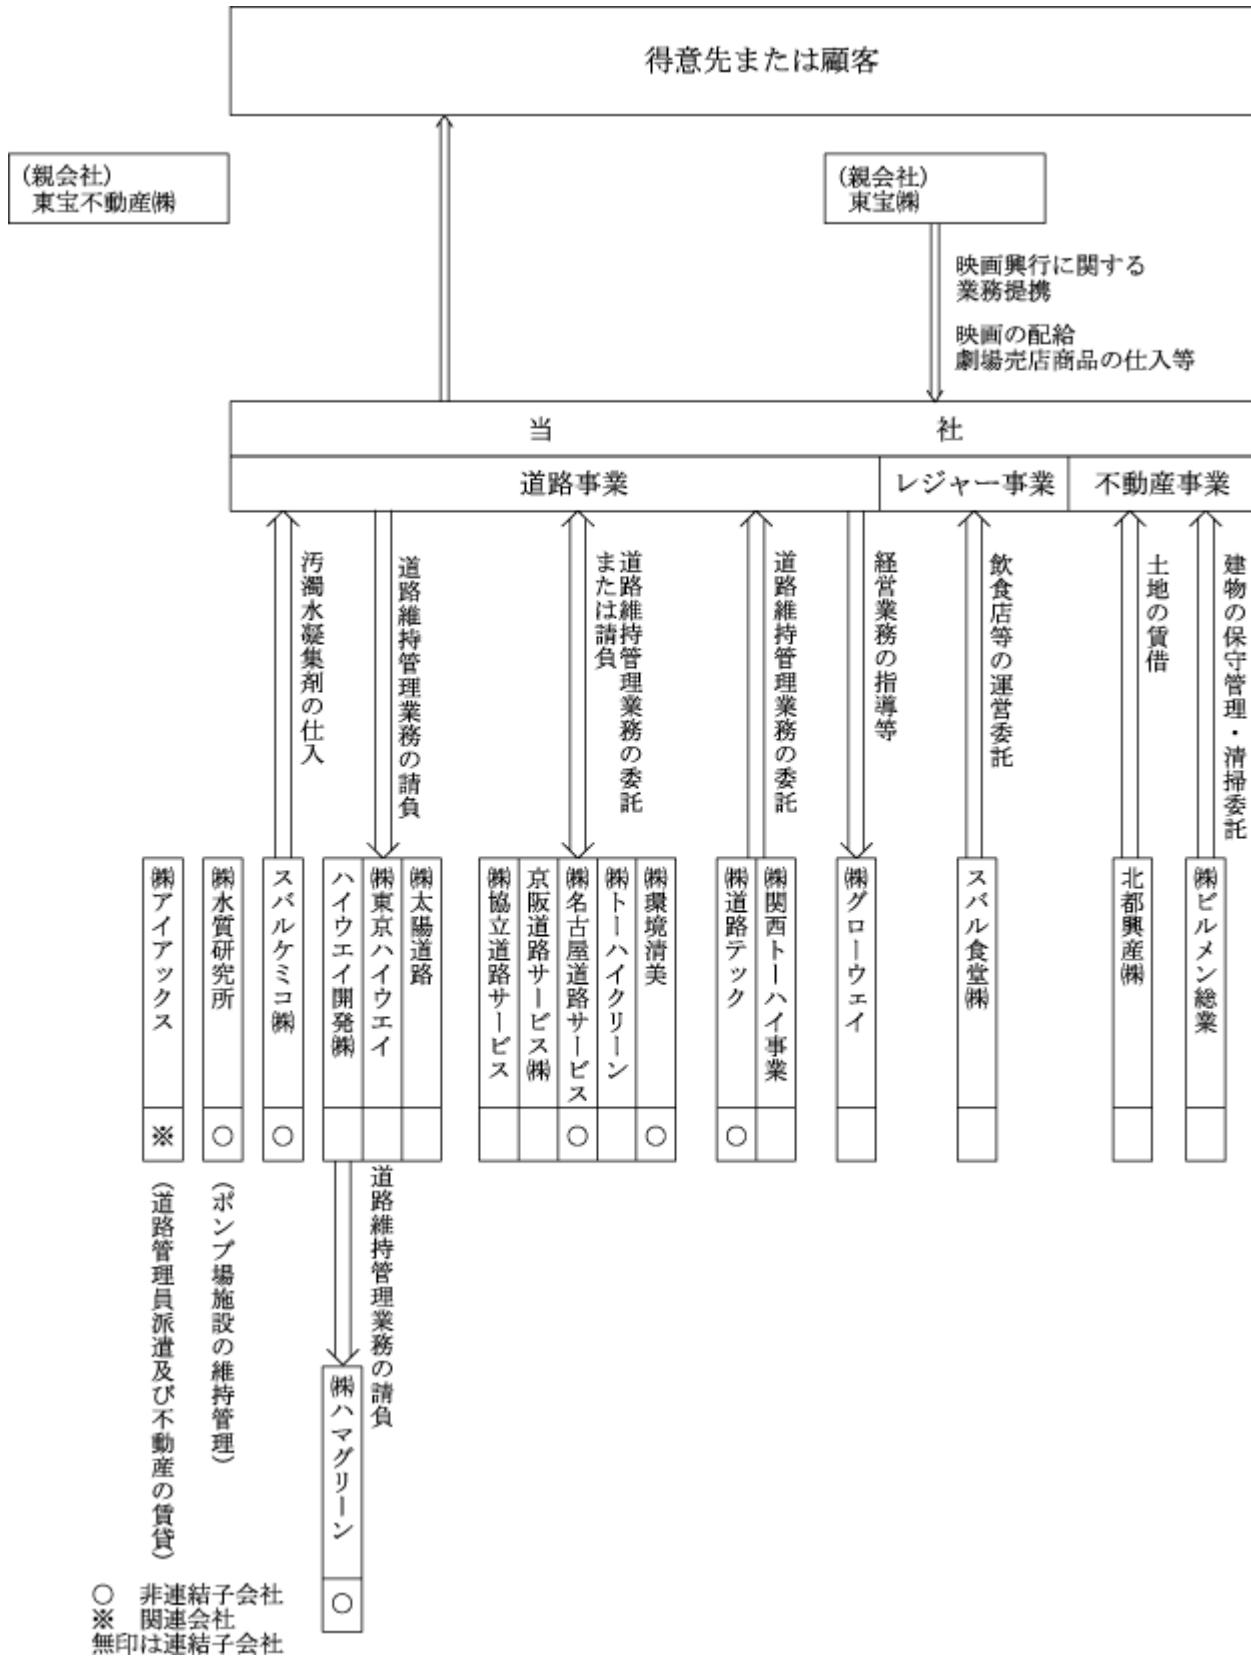 得意先または顧客
(親会社)
東宝不動産㈱
(親会社)
東宝㈱
映画興行に関する
業務提携
映画の配給
劇場売店商品の仕入等
当社
道路事業
レジャー事業
不動産事業
汚濁水凝集剤の仕入
道路維持管理業務の請負
道路維持管理業務の委託
または請負
道路維持管理業務の委託
経営業務の指導等
飲食店等の運営委託
土地の賃借
建物の保守管理・清掃委託
㈱アイアックス
㈱水質研究所
スバルケミコ㈱
ハイウエイ開発㈱
㈱東京ハイウエイ
㈱太陽道路
㈱協立道路サービス
京阪道路サービス㈱
㈱名古屋道路サービス
㈱トーハイクリーン
㈱環境清美
㈱道路テック
㈱関西トーハイ事業
㈱グローウェイ
スバル食堂㈱
北都興産㈱
㈱ビルメン総業
※
○
○
○
○
○
(道路管理員派遣及び不動産の賃貸)
(ポンプ場施設の維持管理)
道路維持管理業務の請負
㈱ハマグリーン
○
○ 非連結子会社
※ 関連会社
無印は連結子会社